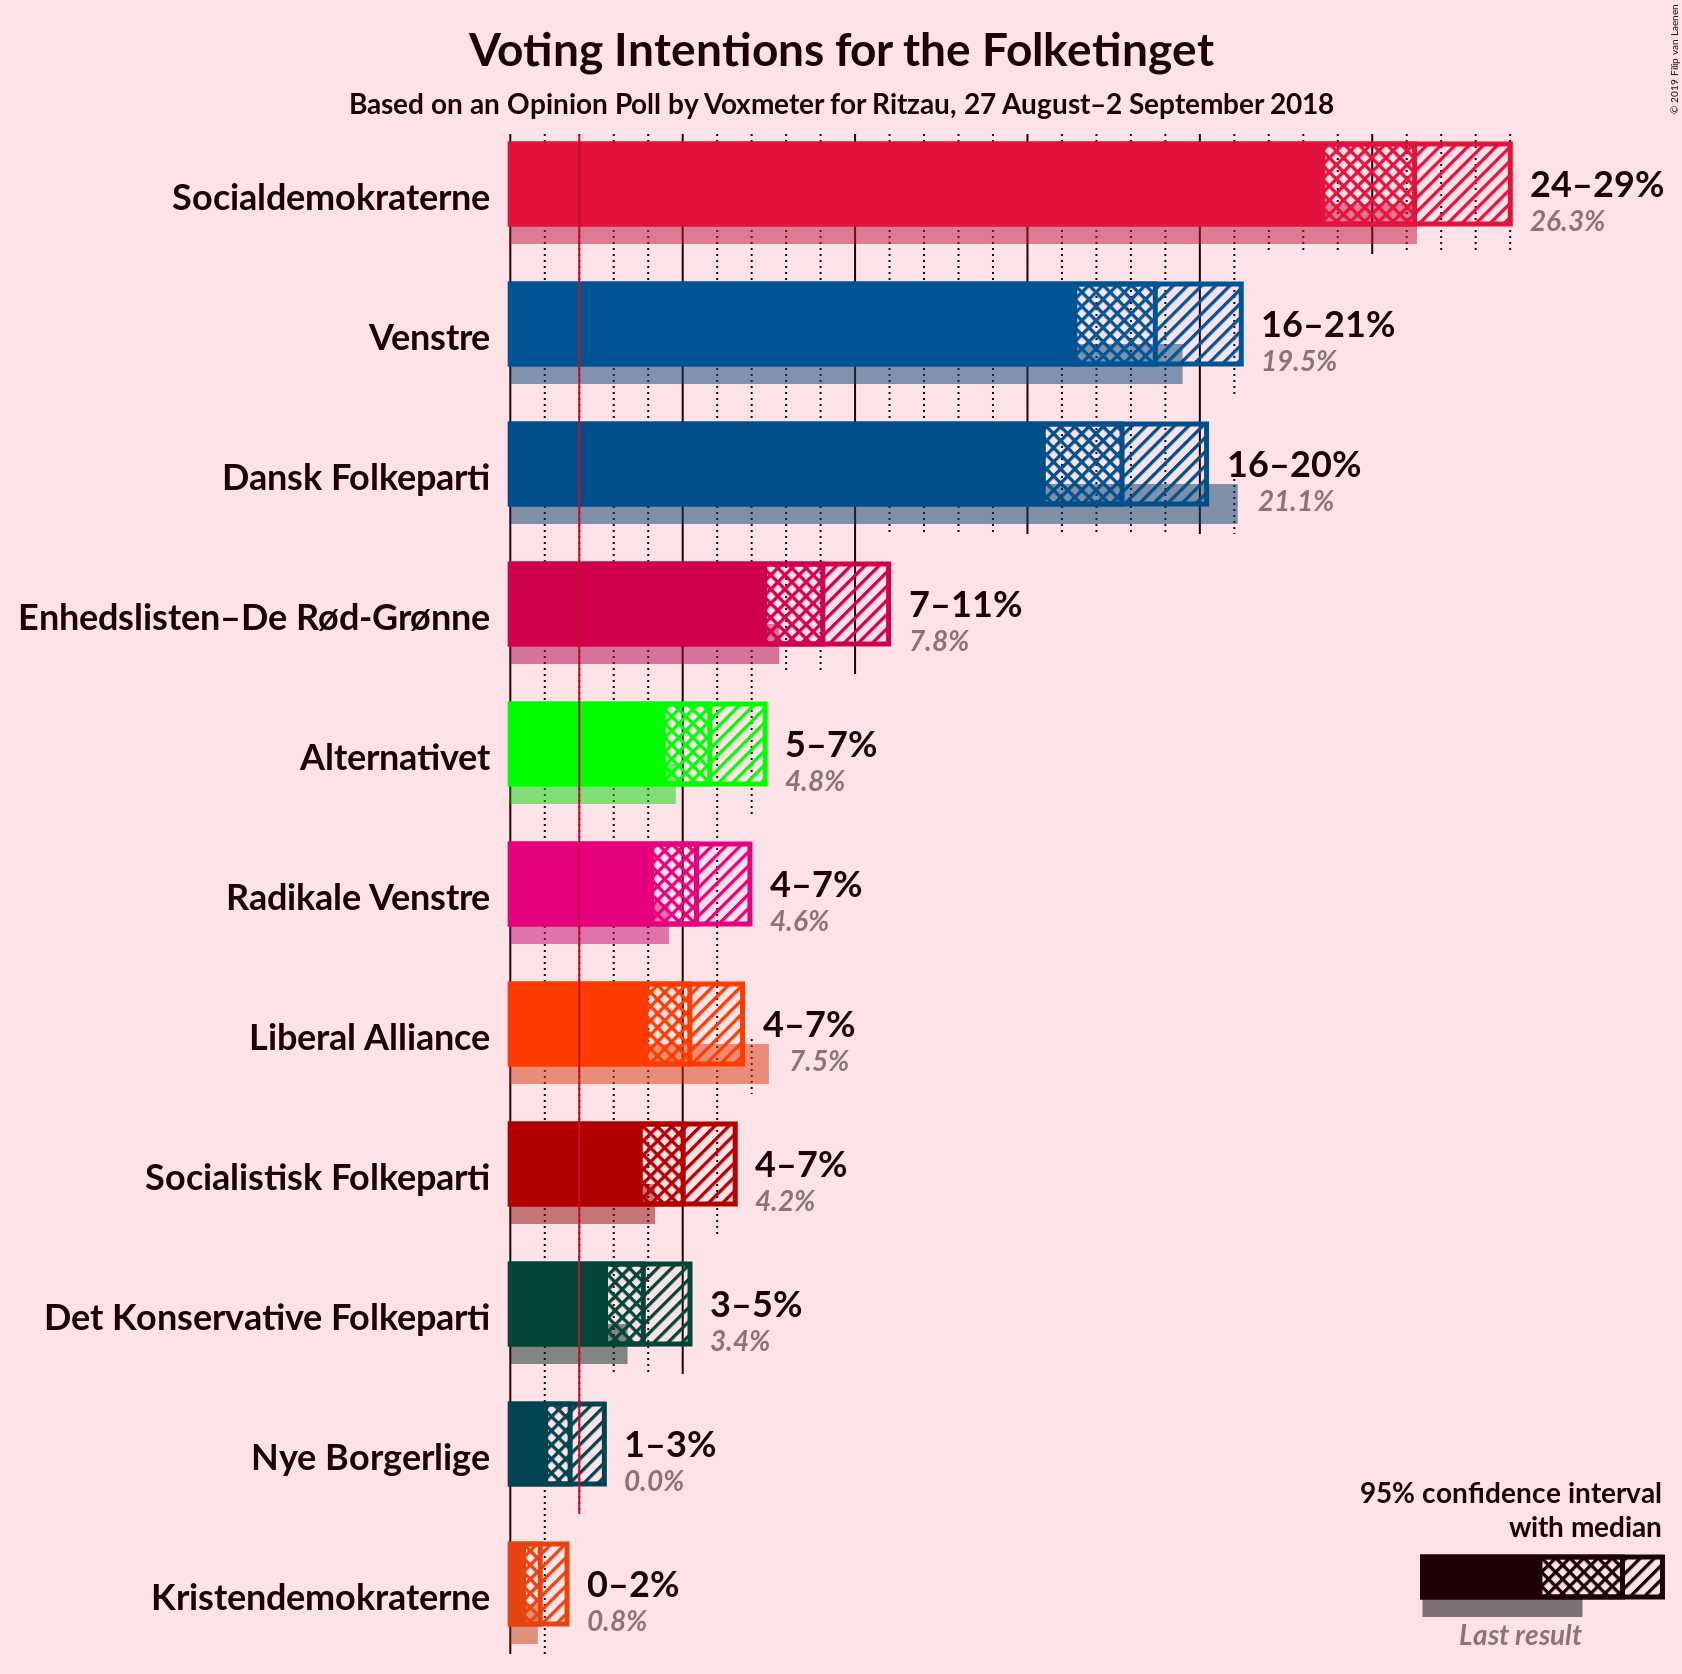 Voting Intentions for the Folketinget
Based on an Opinion Poll by Voxmeter for Ritzau, 27 August–2 September 2018
© 2019 Filip van Laenen
Socialdemokraterne
24–29%
26.3%
Venstre
16–21%
19.5%
Dansk Folkeparti
16–20%
21.1%
Enhedslisten–De Rød-Grønne
7–11%
7.8%
Alternativet
5–7%
4.8%
Radikale Venstre
4–7%
4.6%
Liberal Alliance
4–7%
7.5%
Socialistisk Folkeparti
4–7%
4.2%
Det Konservative Folkeparti
3–5%
3.4%
Nye Borgerlige
1–3%
0.0%
Kristendemokraterne
0–2%
0.8%
95% confidence interval
with median
Last result